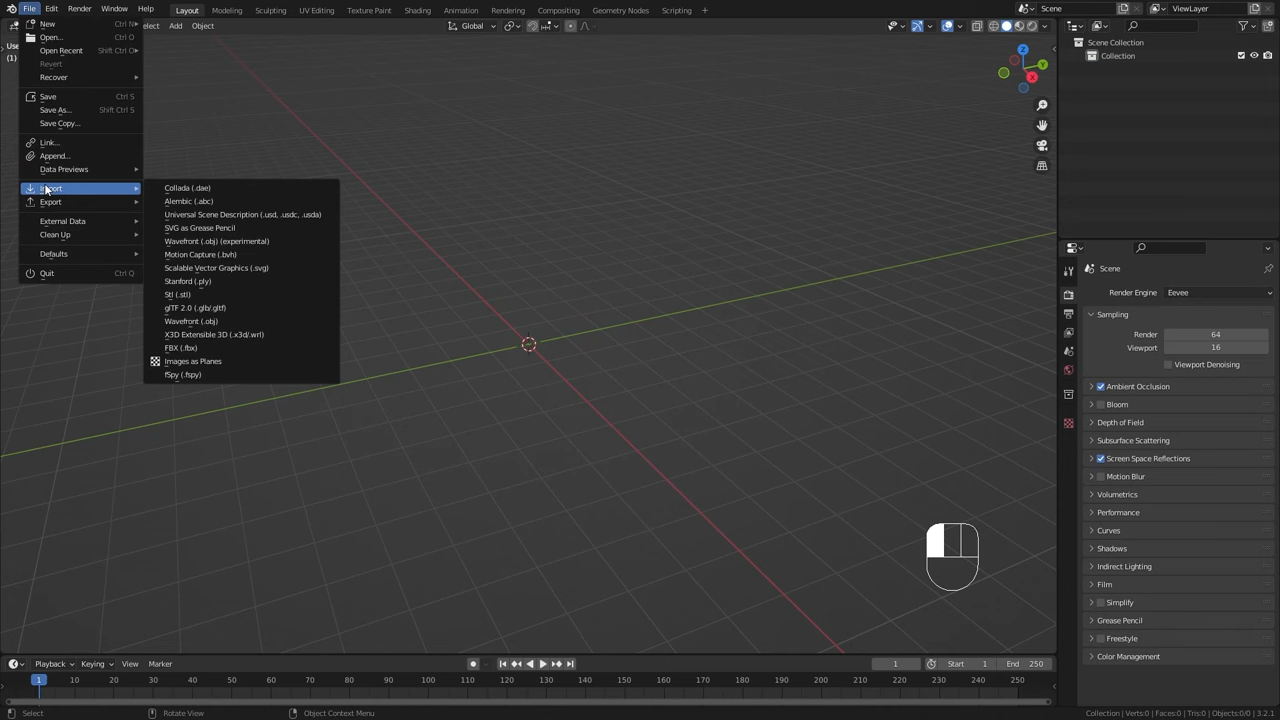 File Edit Render Window Help Layout Modeling Sculpting UV Editing Texture Paint Shading Animation Rendering Compositing Geometry Nodes Scripting Scene ViewLayer
New Ctrl N
Open... Ctrl O
Open Recent Shift Ctrl O
Revert
Recover
Save Ctrl S
Save As... Shift Ctrl S
Save Copy...
Link...
Append...
Data Previews
Import
Export
External Data
Clean Up
Defaults
Quit Ctrl Q
Collada (.dae)
Alembic (.abc)
Universal Scene Description (.usd, .usdc, .usda)
SVG as Grease Pencil
Wavefront (.obj) (experimental)
Motion Capture (.bvh)
Scalable Vector Graphics (.svg)
Stanford (.ply)
Stl (.stl)
glTF 2.0 (.glb/.gltf)
Wavefront (.obj)
X3D Extensible 3D (.x3d/.wrl)
FBX (.fbx)
Images as Planes
fSpy (.fspy)
Add Object Global
(1)
Z
Y
X
Scene Collection
Collection
Scene
Render Engine Eevee
Sampling
Render 64
Viewport 16
Viewport Denoising
Ambient Occlusion
Bloom
Depth of Field
Subsurface Scattering
Screen Space Reflections
Motion Blur
Volumetrics
Performance
Curves
Shadows
Indirect Lighting
Film
Simplify
Grease Pencil
Freestyle
Color Management
Playback Keying View Marker 1 Start 1 End 250
1 10 20 30 40 50 60 70 80 90 100 110 120 130 140 150 160 170 180 190 200 210 220 230 240 250
Select Rotate View Object Context Menu Collection | Verts:0 | Faces:0 | Tris:0 | Objects:0/0 | 3.2.1